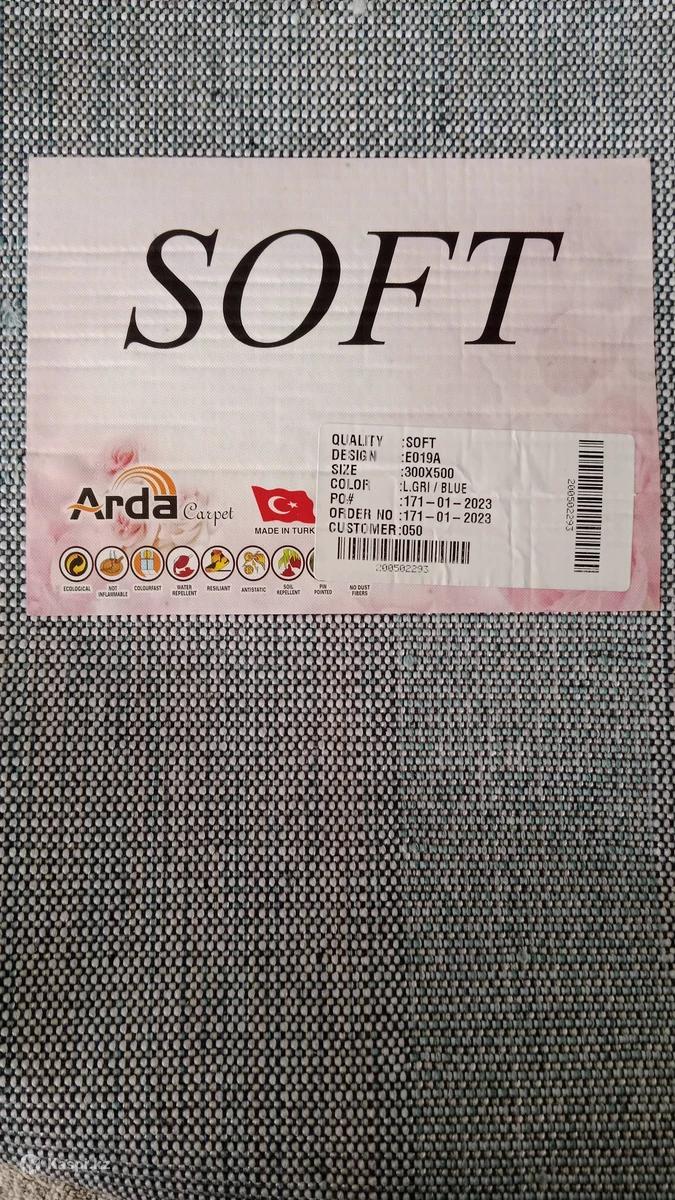 SOFT
Arda Carpet
MADE IN TURK
ECOLOGICAL
NOT INFLAMMABLE
COLOURFAST
WATER REPELLENT
RESILIANT
ANTISTATIC
SOIL REPELLENT
PIN POINTED
NO DUST FIBERS
QUALITY :SOFT
DESIGN :E019A
SIZE :300X500
COLOR :L.GRI / BLUE
PO# :171-01-2023
ORDER NO :171-01-2023
CUSTOMER:050
200502293
200502293
Kaspi.kz